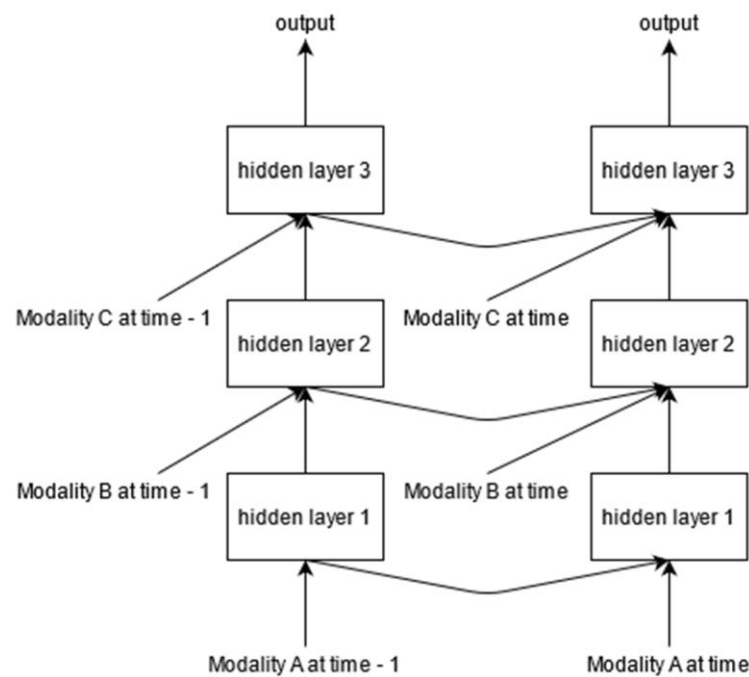 output
output
hidden layer 3
hidden layer 3
Modality C at time - 1
Modality C at time
hidden layer 2
hidden layer 2
Modality B at time - 1
Modality B at time
hidden layer 1
hidden layer 1
Modality A at time - 1
Modality A at time